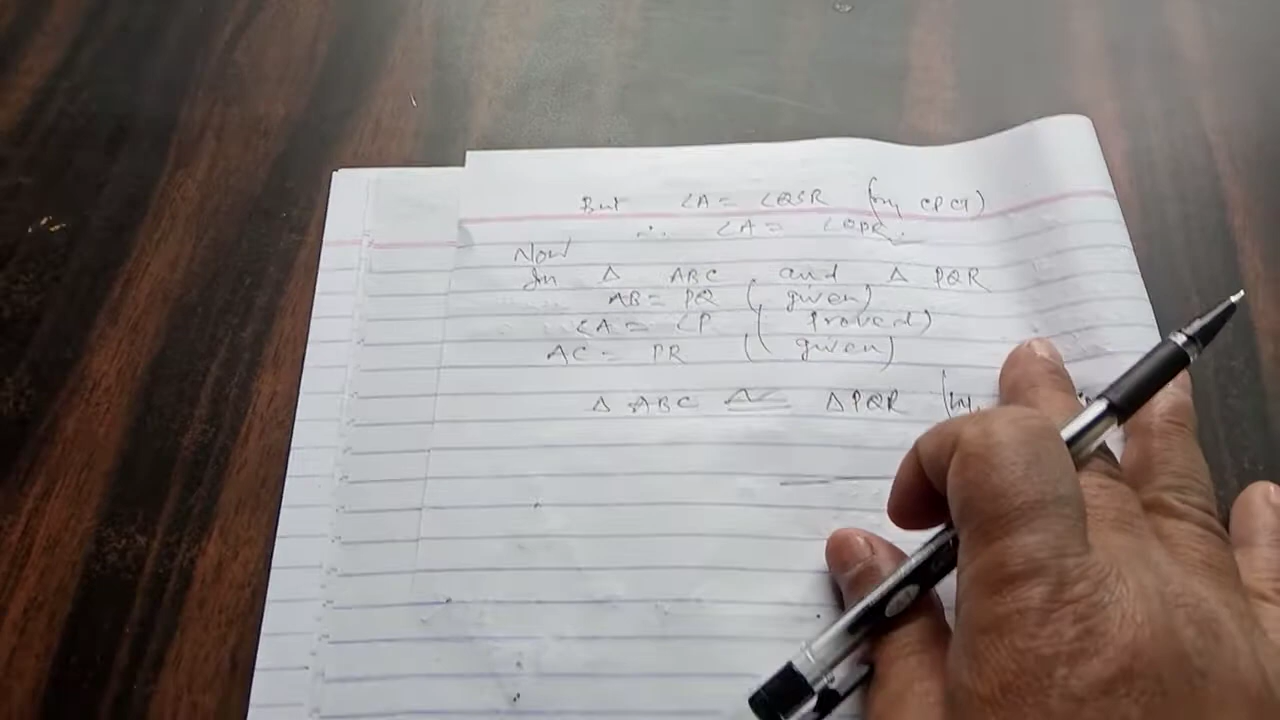 But ∠A = ∠QSR (by CPCT)
∴ ∠A = ∠QPR.
Now
In Δ ABC and Δ PQR
AB = PQ (given)
∠A = ∠P (proved)
AC = PR (given)
Δ ABC ≅ Δ PQR (by